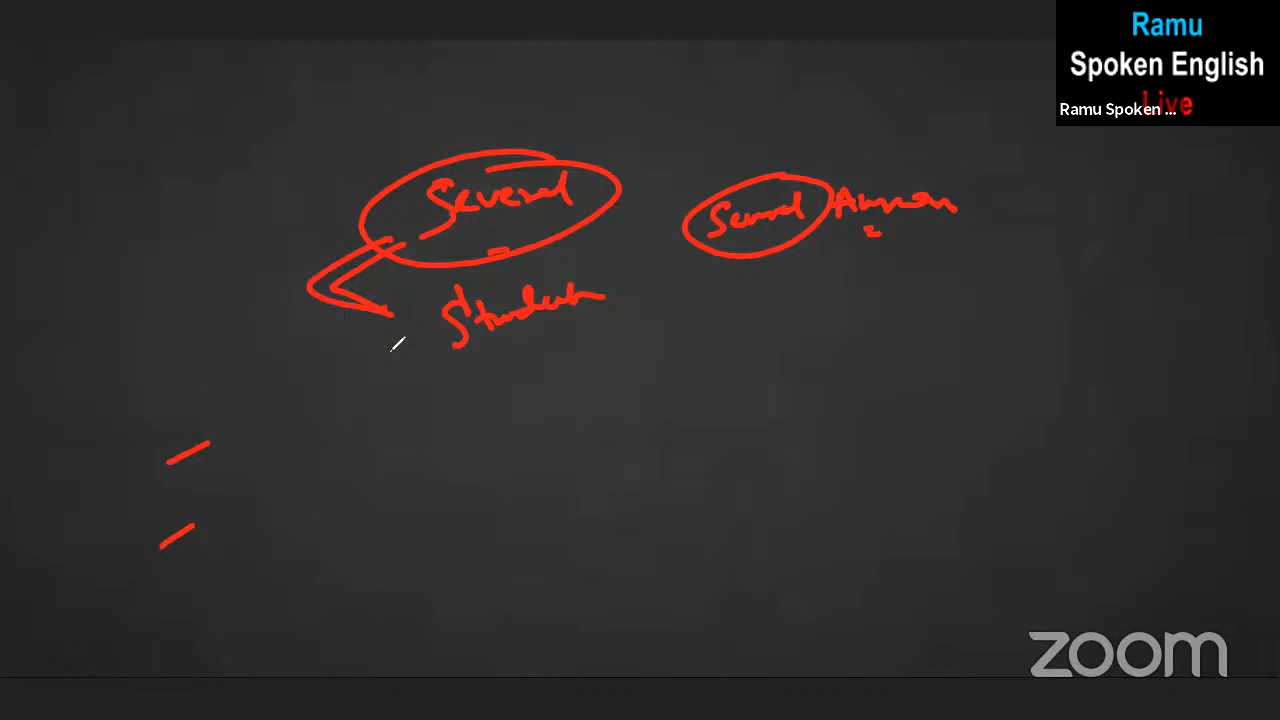 Ramu
Spoken English
Live
Ramu Spoken ...
Several
Several
Students
zoom